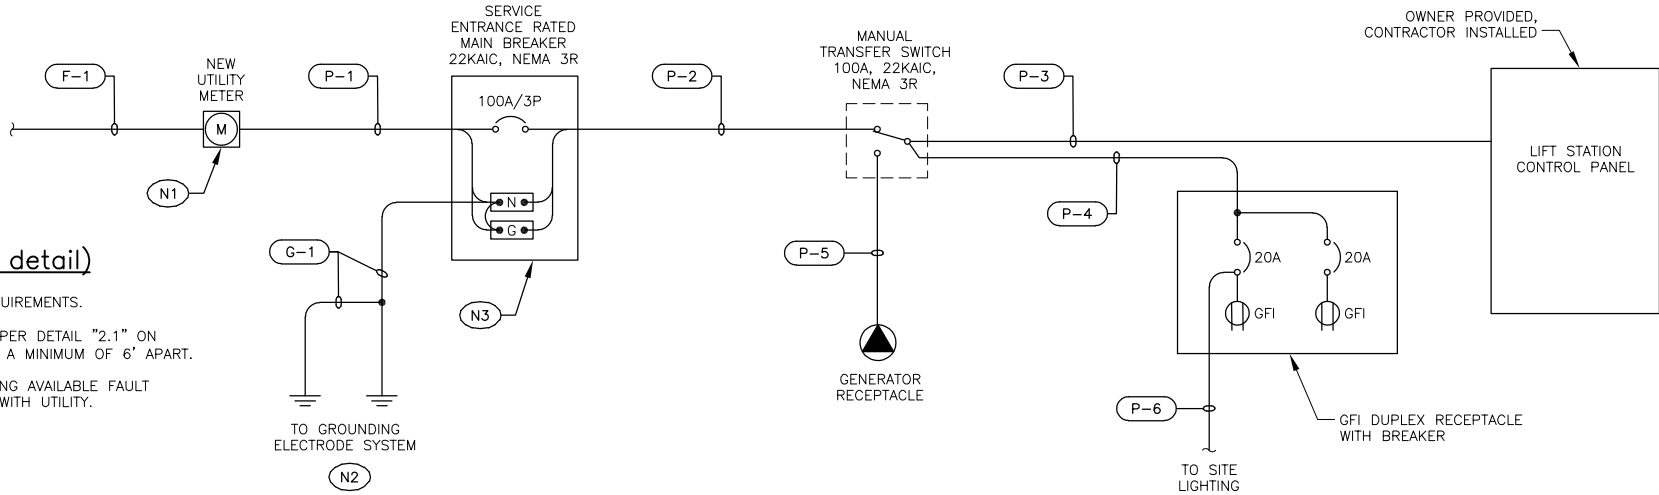 OWNER PROVIDED,
CONTRACTOR INSTALLED
SERVICE
ENTRANCE RATED
MAIN BREAKER
22KAIC, NEMA 3R
MANUAL
TRANSFER SWITCH
100A, 22KAIC,
NEMA 3R
F-1
NEW
UTILITY
METER
P-1
P-2
P-3
100A/3P
M
N1
LIFT STATION
CONTROL PANEL
N
G
P-4
G-1
P-5
20A
20A
detail)
UIREMENTS.
PER DETAIL "2.1" ON
A MINIMUM OF 6' APART.
NG AVAILABLE FAULT
WITH UTILITY.
N3
GFI
GFI
GENERATOR
RECEPTACLE
P-6
GFI DUPLEX RECEPTACLE
WITH BREAKER
TO GROUNDING
ELECTRODE SYSTEM
N2
TO SITE
LIGHTING